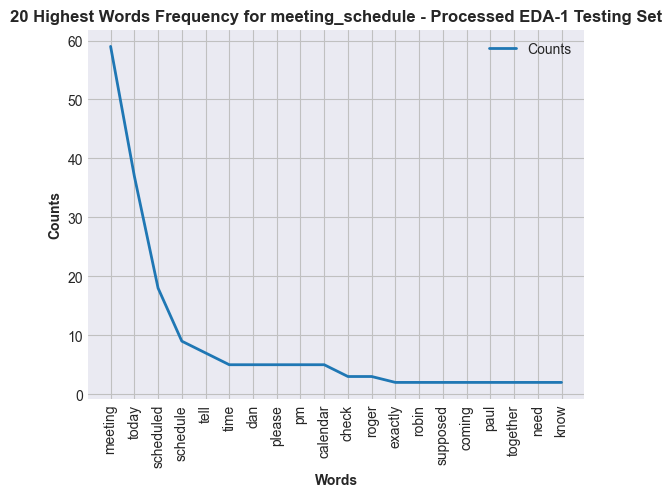 20 Highest Words Frequency for meeting_schedule - Processed EDA-1 Testing Set
Counts
60
50
40
30
20
10
0
Counts
meeting
today
scheduled
schedule
tell
time
dan
please
pm
calendar
check
roger
exactly
robin
supposed
coming
paul
together
need
know
Words